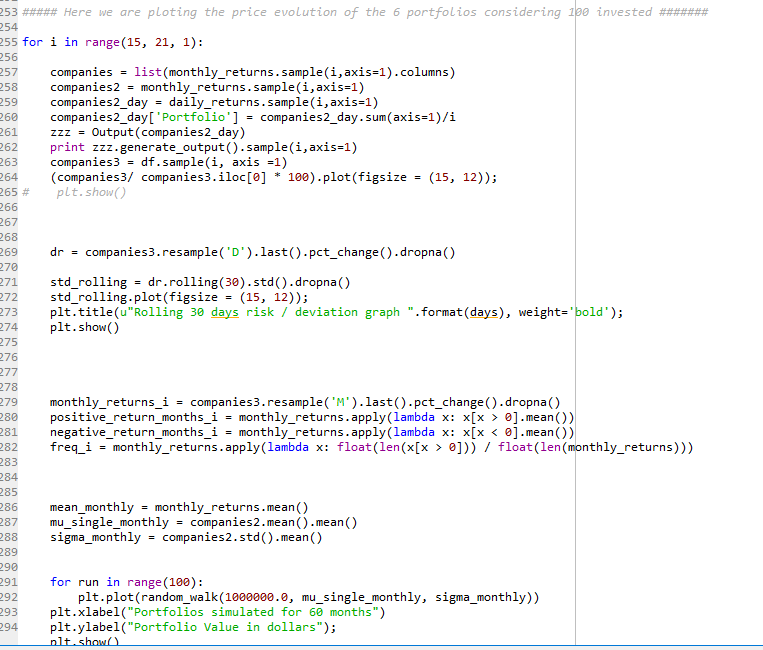 253 ##### Here we are ploting the price evolution of the 6 portfolios considering 100 invested #######
254
255 for i in range(15, 21, 1):
256
257     companies = list(monthly_returns.sample(i,axis=1).columns)
258     companies2 = monthly_returns.sample(i,axis=1)
259     companies2_day = daily_returns.sample(i,axis=1)
260     companies2_day['Portfolio'] = companies2_day.sum(axis=1)/i
261     zzz = Output(companies2_day)
262     print zzz.generate_output().sample(i,axis=1)
263     companies3 = df.sample(i, axis =1)
264     (companies3/ companies3.iloc[0] * 100).plot(figsize = (15, 12));
265 #    plt.show()
266
267
268
269     dr = companies3.resample('D').last().pct_change().dropna()
270
271     std_rolling = dr.rolling(30).std().dropna()
272     std_rolling.plot(figsize = (15, 12));
273     plt.title(u"Rolling 30 days risk / deviation graph ".format(days), weight='bold');
274     plt.show()
275
276
277
278
279     monthly_returns_i = companies3.resample('M').last().pct_change().dropna()
280     positive_return_months_i = monthly_returns.apply(lambda x: x[x > 0].mean())
281     negative_return_months_i = monthly_returns.apply(lambda x: x[x < 0].mean())
282     freq_i = monthly_returns.apply(lambda x: float(len(x[x > 0])) / float(len(monthly_returns)))
283
284
285
286     mean_monthly = monthly_returns.mean()
287     mu_single_monthly = companies2.mean().mean()
288     sigma_monthly = companies2.std().mean()
289
290
291     for run in range(100):
292         plt.plot(random_walk(1000000.0, mu_single_monthly, sigma_monthly))
293     plt.xlabel("Portfolios simulated for 60 months")
294     plt.ylabel("Portfolio Value in dollars");
    plt.show()